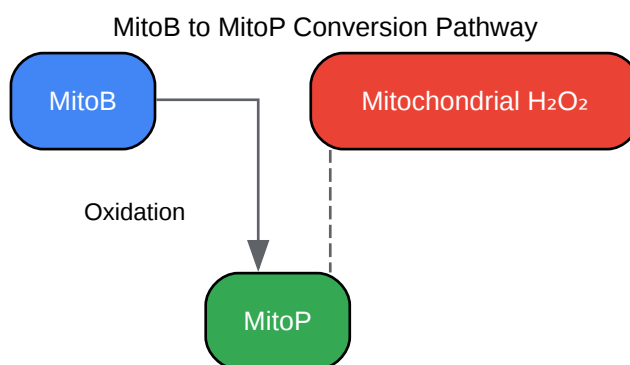 MitoB to MitoP Conversion Pathway
MitoB
Mitochondrial H₂O₂
Oxidation
MitoP